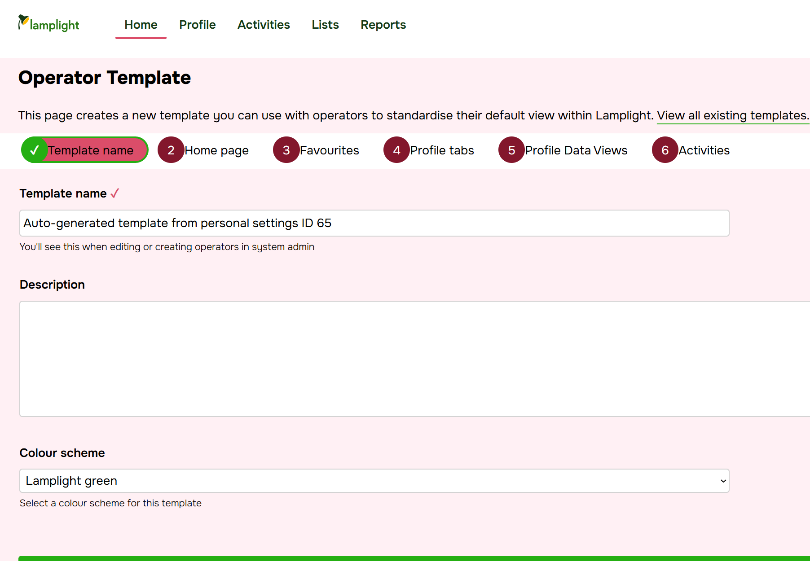 lamplight Home Profile Activities Lists Reports
Operator Template
This page creates a new template you can use with operators to standardise their default view within Lamplight. View all existing templates.
✓ Template name 2 Home page 3 Favourites 4 Profile tabs 5 Profile Data Views 6 Activities
Template name ✓
Auto-generated template from personal settings ID 65
You'll see this when editing or creating operators in system admin
Description
Colour scheme
Lamplight green
Select a colour scheme for this template